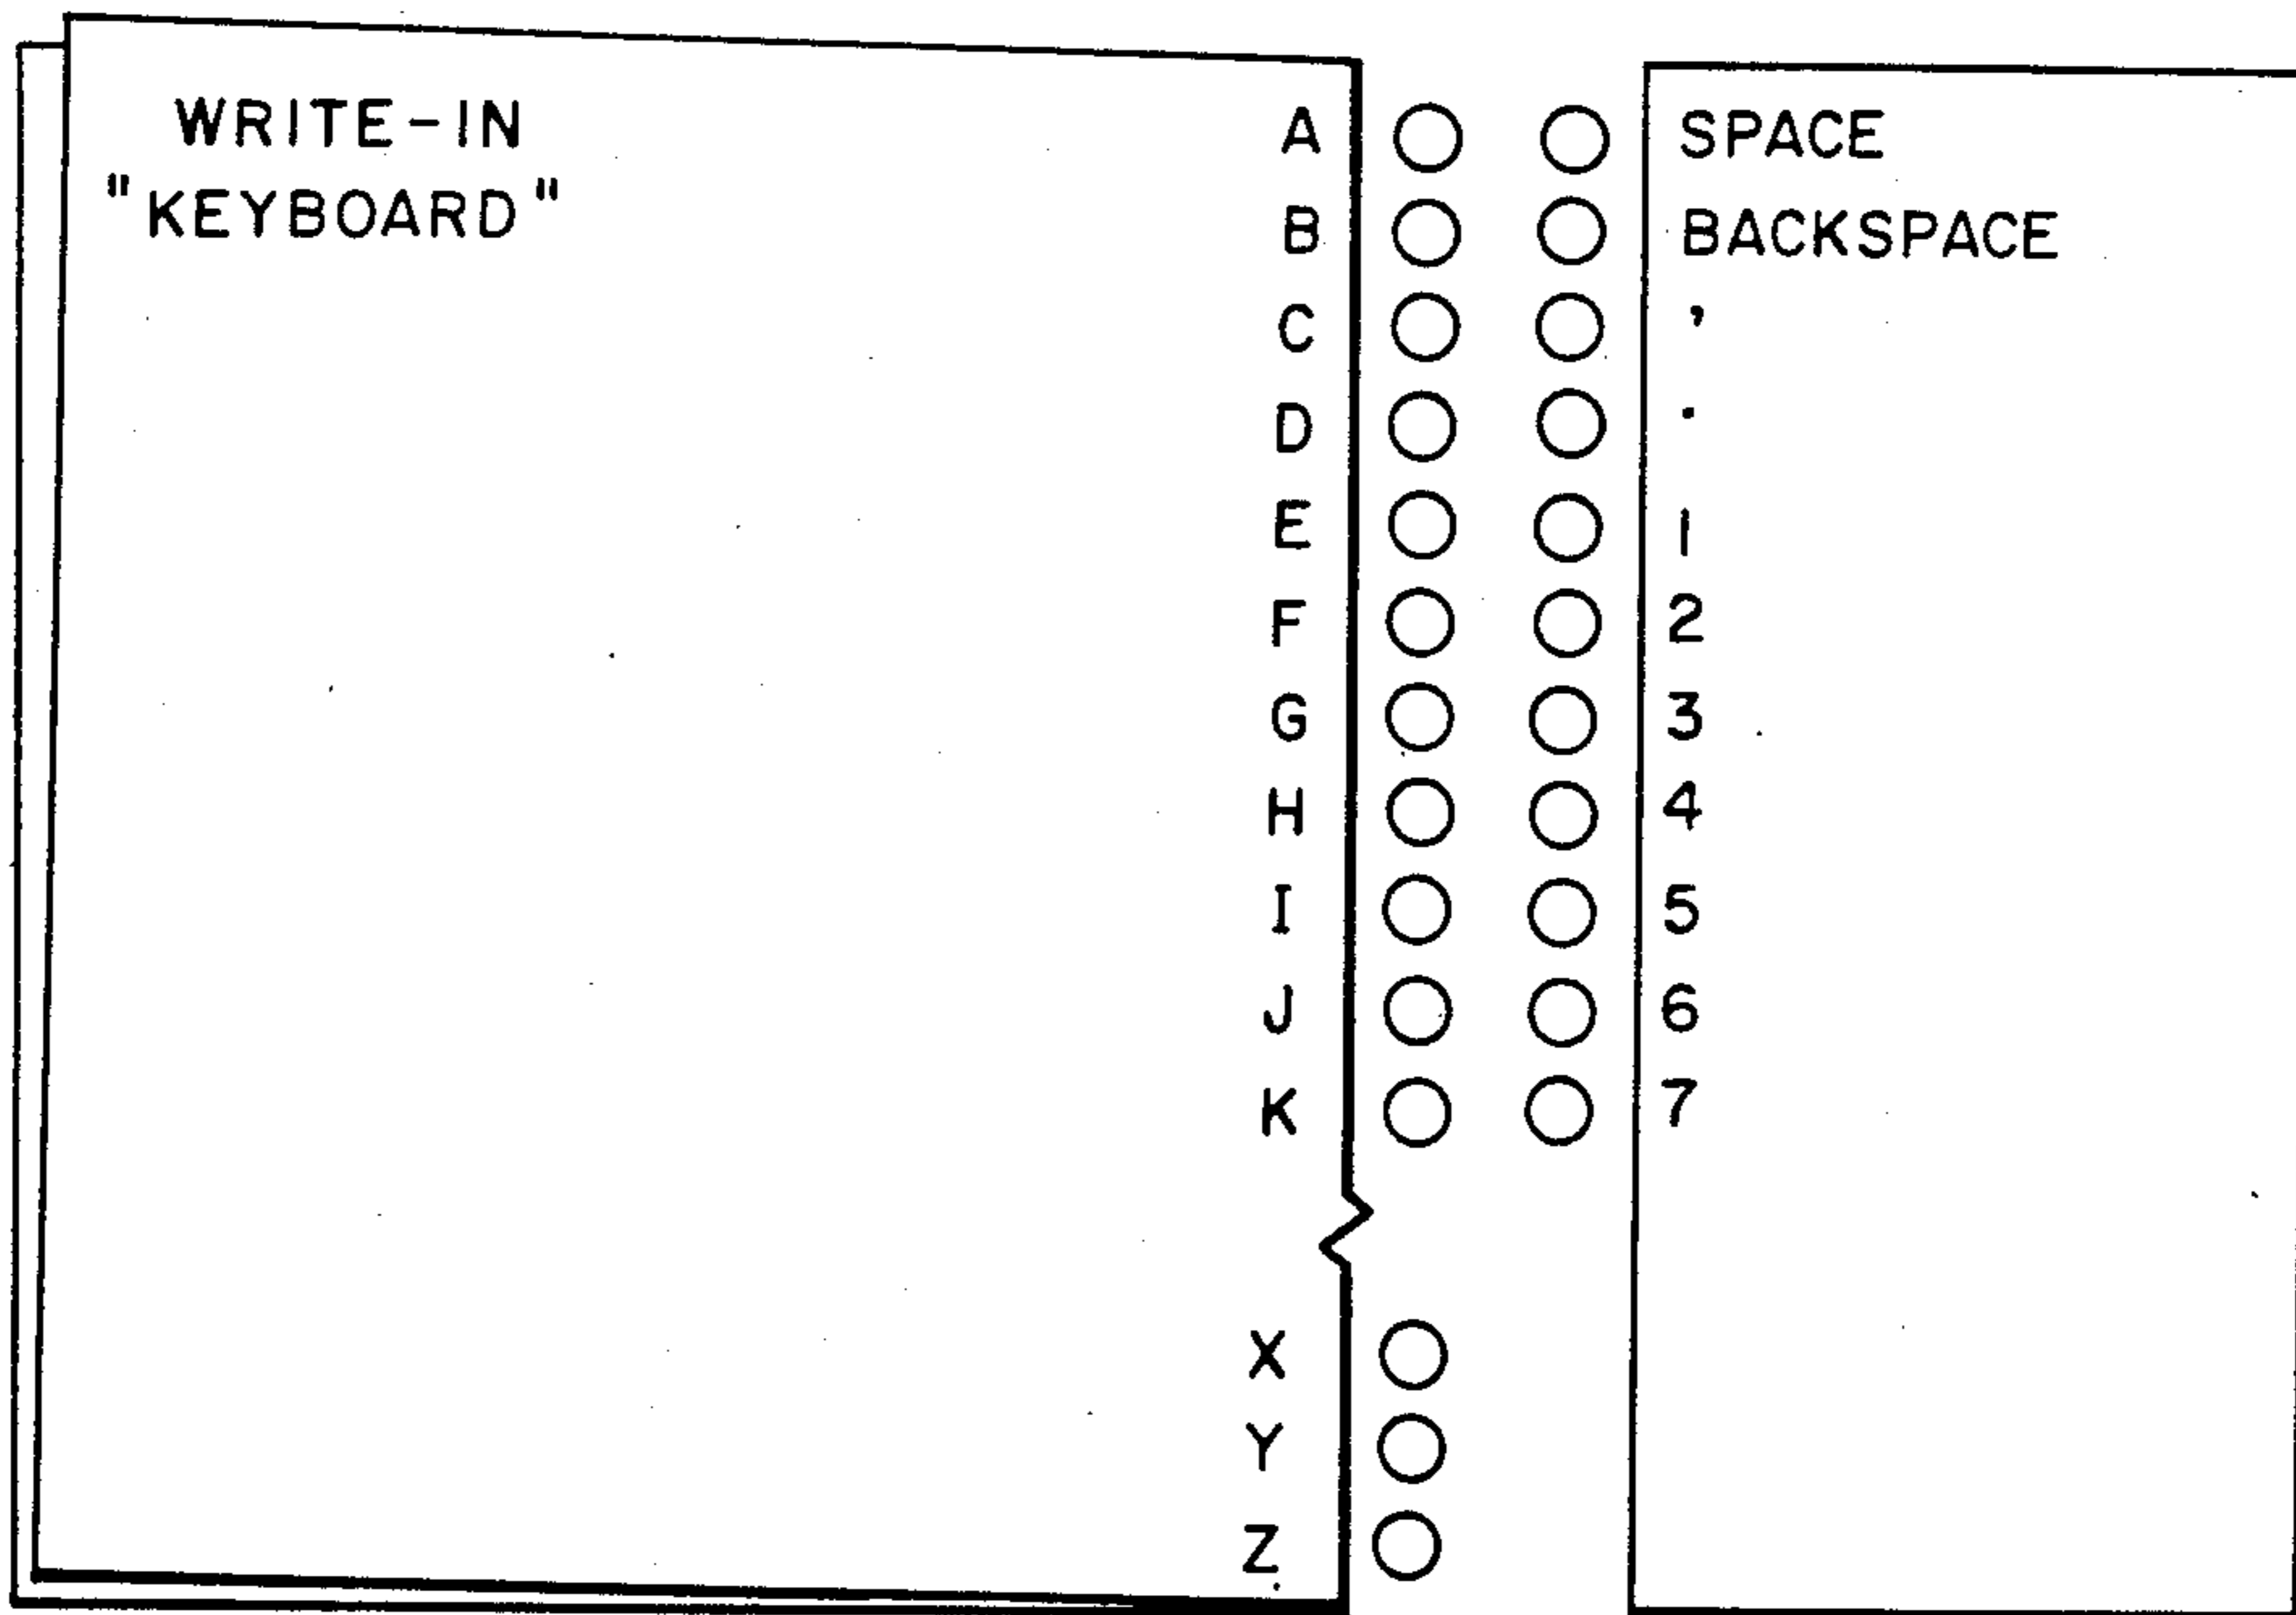 WRITE-IN
"KEYBOARD"
A
B
C
D
E
F
G
H
I
J
K
X
Y
Z
SPACE
BACKSPACE
,
.
1
2
3
4
5
6
7